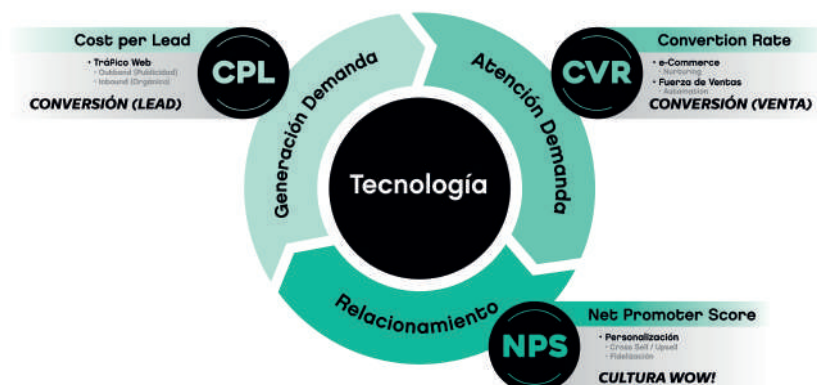 Cost per Lead
CPL
• Tráfico Web
• Outbond (Publicidad)
• Inbound (Orgánico)
CONVERSIÓN (LEAD)
Generación Demanda
Atención Demanda
Convertion Rate
CVR
• e-Commerce
• Nurturing
• Fuerza de Ventas
• Automation
CONVERSIÓN (VENTA)
Tecnología
Relacionamiento
Net Promoter Score
NPS
• Personalización
• Cross Sell / Upsell
• Fidelización
CULTURA WOW!